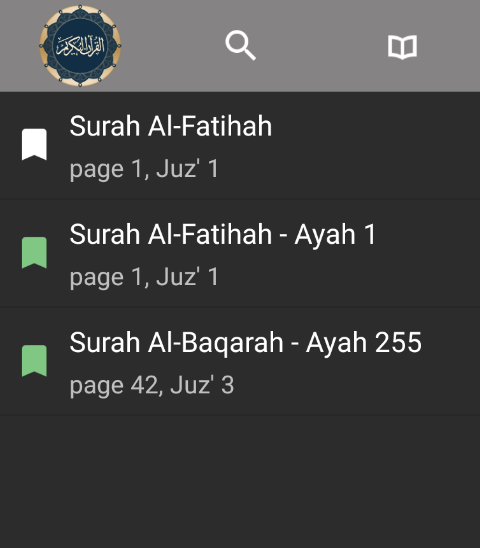 القرآن الكريم
Surah Al-Fatihah
page 1, Juz' 1
Surah Al-Fatihah - Ayah 1
page 1, Juz' 1
Surah Al-Baqarah - Ayah 255
page 42, Juz' 3